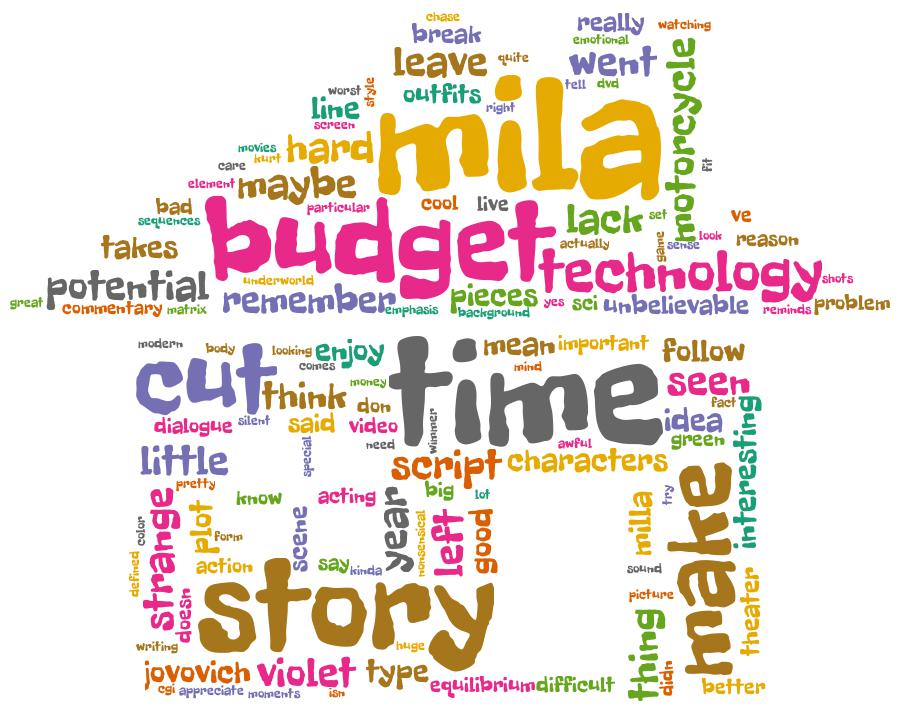 chase
break
really
watching
emotional
leave
quite
went
worst
style
outfits
tell
dvd
line
right
screen
mila
motorcycle
movies
kurt
hard
care
fit
element
maybe
bad
sequences
particular
cool
live
lack
set
ve
budget
takes
actually
game
sense
look
reason
technology
shots
potential
underworld
great
commentary
matrix
remember
emphasis
pieces
background
yes
sci
unbelievable
reminds
problem
modern
body
looking
comes
enjoy
time
mean
important
follow
mind
cut
think
money
don
seen
fact
dialogue
silent
said
video
wimmer
idea
green
need
awful
interesting
little
special
script
characters
pretty
strange
know
acting
year
big
lot
milla
try
make
color
plot
form
scene
nonsensical
left
good
defined
doesn
action
say
kinda
sound
story
picture
theater
writing
huge
thing
didn
jovovich
violet
type
cgi
appreciate
moments
isn
equilibrium
difficult
better